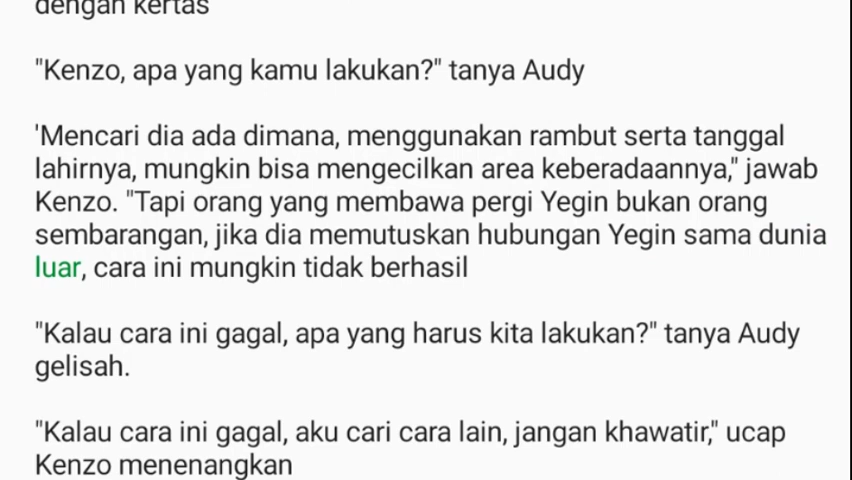 dengan kertas
"Kenzo, apa yang kamu lakukan?" tanya Audy
'Mencari dia ada dimana, menggunakan rambut serta tanggal
lahirnya, mungkin bisa mengecilkan area keberadaannya," jawab
Kenzo. "Tapi orang yang membawa pergi Yegin bukan orang
sembarangan, jika dia memutuskan hubungan Yegin sama dunia
luar, cara ini mungkin tidak berhasil
"Kalau cara ini gagal, apa yang harus kita lakukan?" tanya Audy
gelisah.
"Kalau cara ini gagal, aku cari cara lain, jangan khawatir," ucap
Kenzo menenangkan